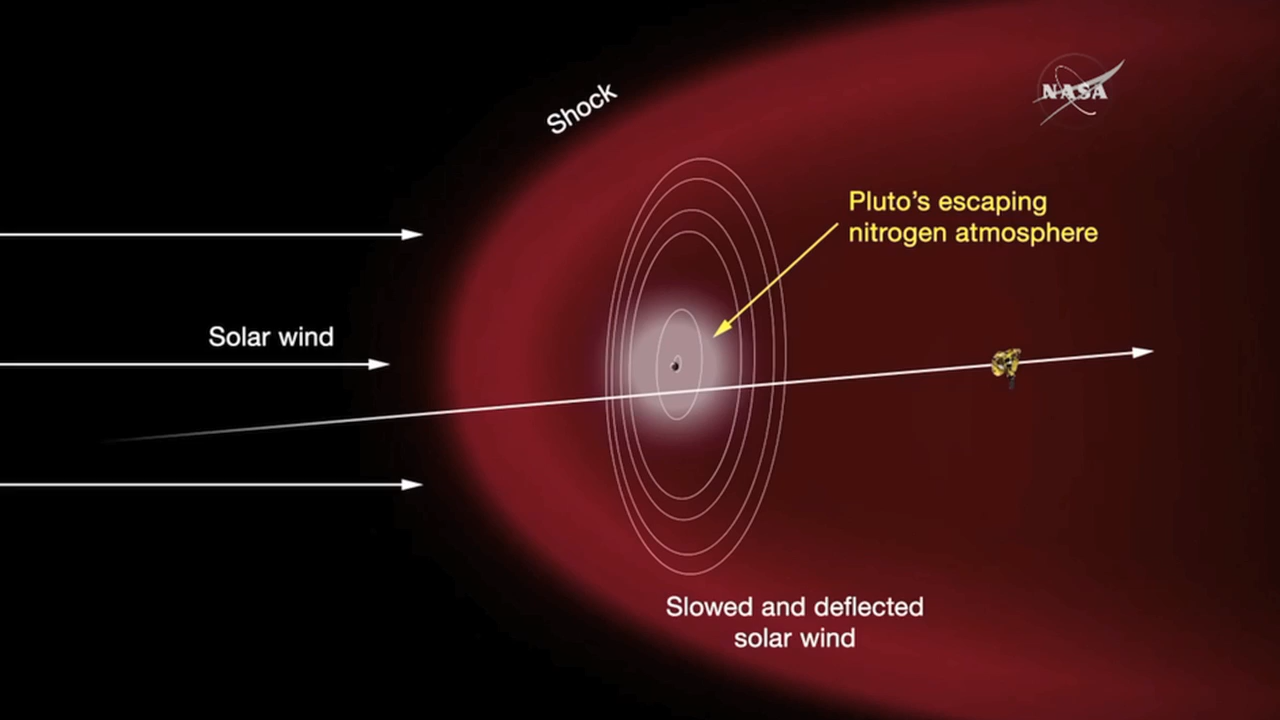 Shock
NASA
Pluto's escaping
nitrogen atmosphere
Solar wind
Slowed and deflected
solar wind